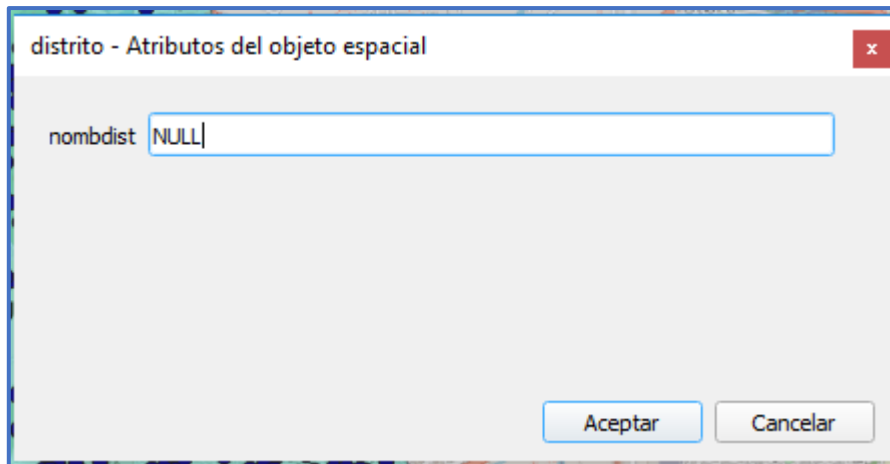 distrito - Atributos del objeto espacial
x
nombdist NULL
Aceptar Cancelar